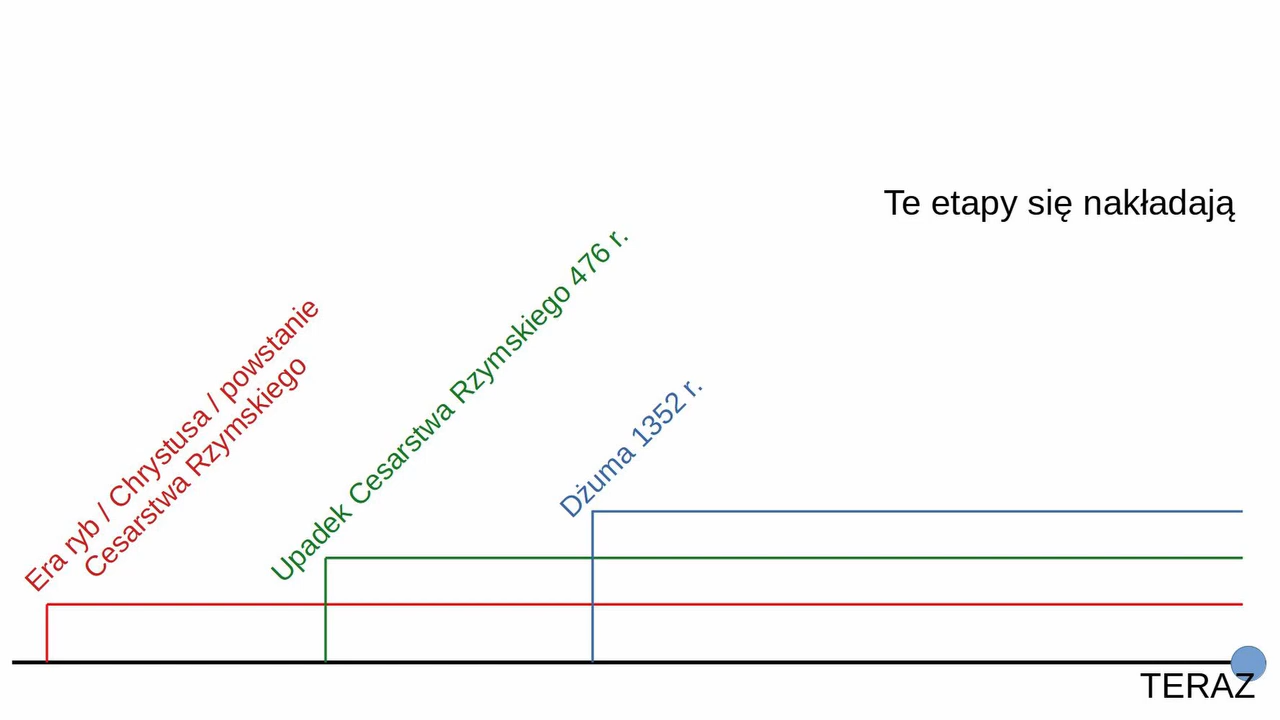 Te etapy się nakładają
Era ryb / Chrystusa / powstanie
Cesarstwa Rzymskiego
Upadek Cesarstwa Rzymskiego 476 r.
Dżuma 1352 r.
TERAZ